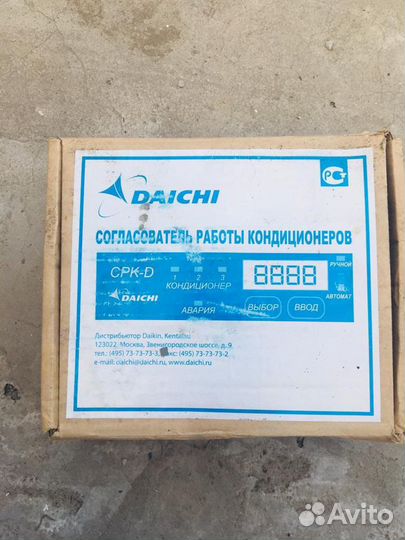 DAICHI
СОГЛАСОВАТЕЛЬ РАБОТЫ КОНДИЦИОНЕРОВ
РУЧНОЙ
СРК-D
1 2 3
КОНДИЦИОНЕР
8888
DAICHI
АВТОМАТ
АВАРИЯ
ВЫБОР
ВВОД
Дистрибьютор Daikin, Kentatsu
123022, Москва, Звенигородское шоссе, д. 9
тел.: (495) 73-73-73-3, факс: (495) 73-73-73-2
e-mail: daichi@daichi.ru, www.daichi.ru
Avito